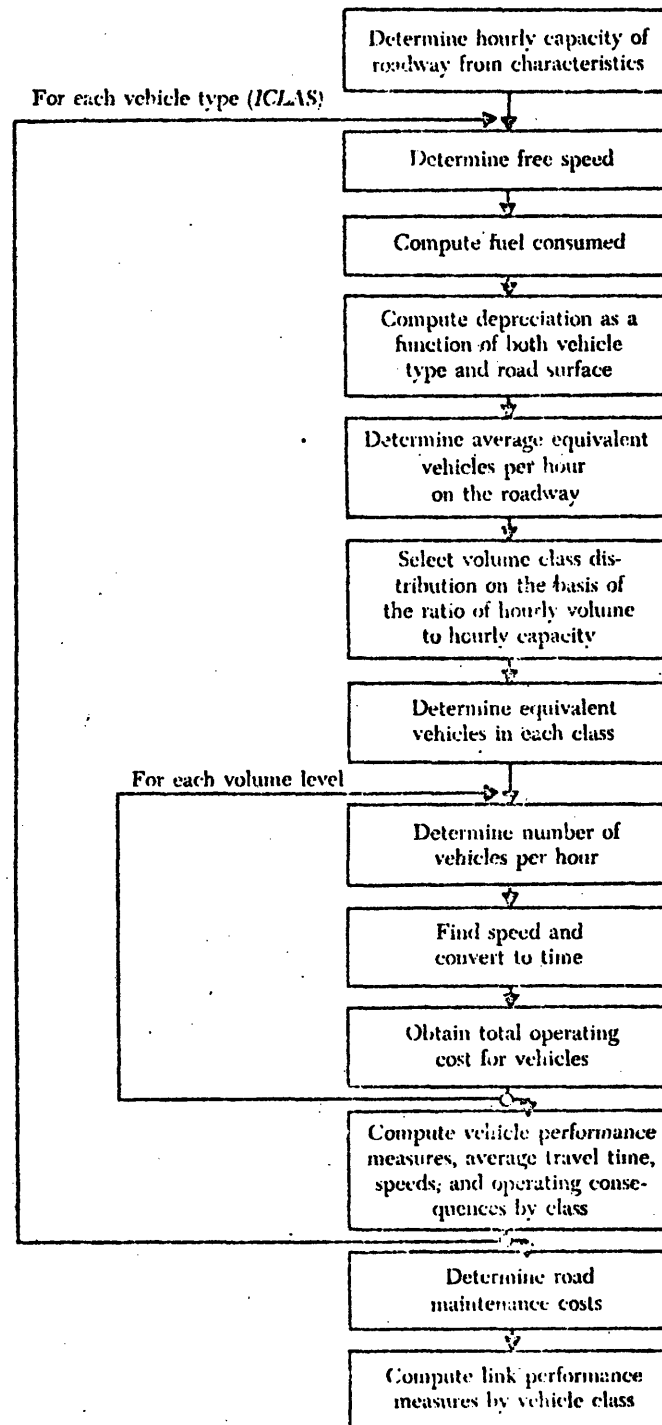 Determine hourly capacity of
roadway from characteristics
For each vehicle type (ICLAS)
Determine free speed
Compute fuel consumed
Compute depreciation as a
function of both vehicle
type and road surface
Determine average equivalent
vehicles per hour
on the roadway
Select volume class dis-
tribution on the basis of
the ratio of hourly volume
to hourly capacity
Determine equivalent
vehicles in each class
For each volume level
Determine number of
vehicles per hour
Find speed and
convert to time
Obtain total operating
cost for vehicles
Compute vehicle performance
measures, average travel time,
speeds, and operating conse-
quences by class
Determine road
maintenance costs
Compute link performance
measures by vehicle class